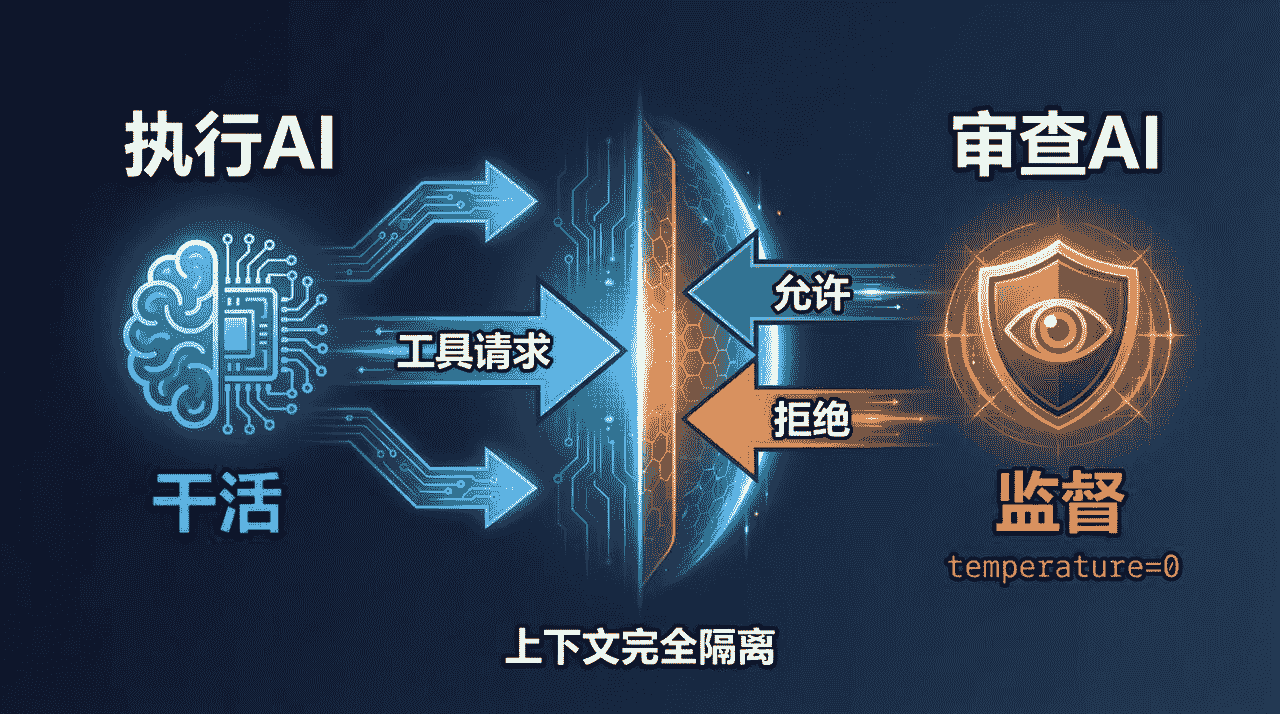 执行AI
审查AI
工具请求
允许
拒绝
干活
监督
temperature=0
上下文完全隔离